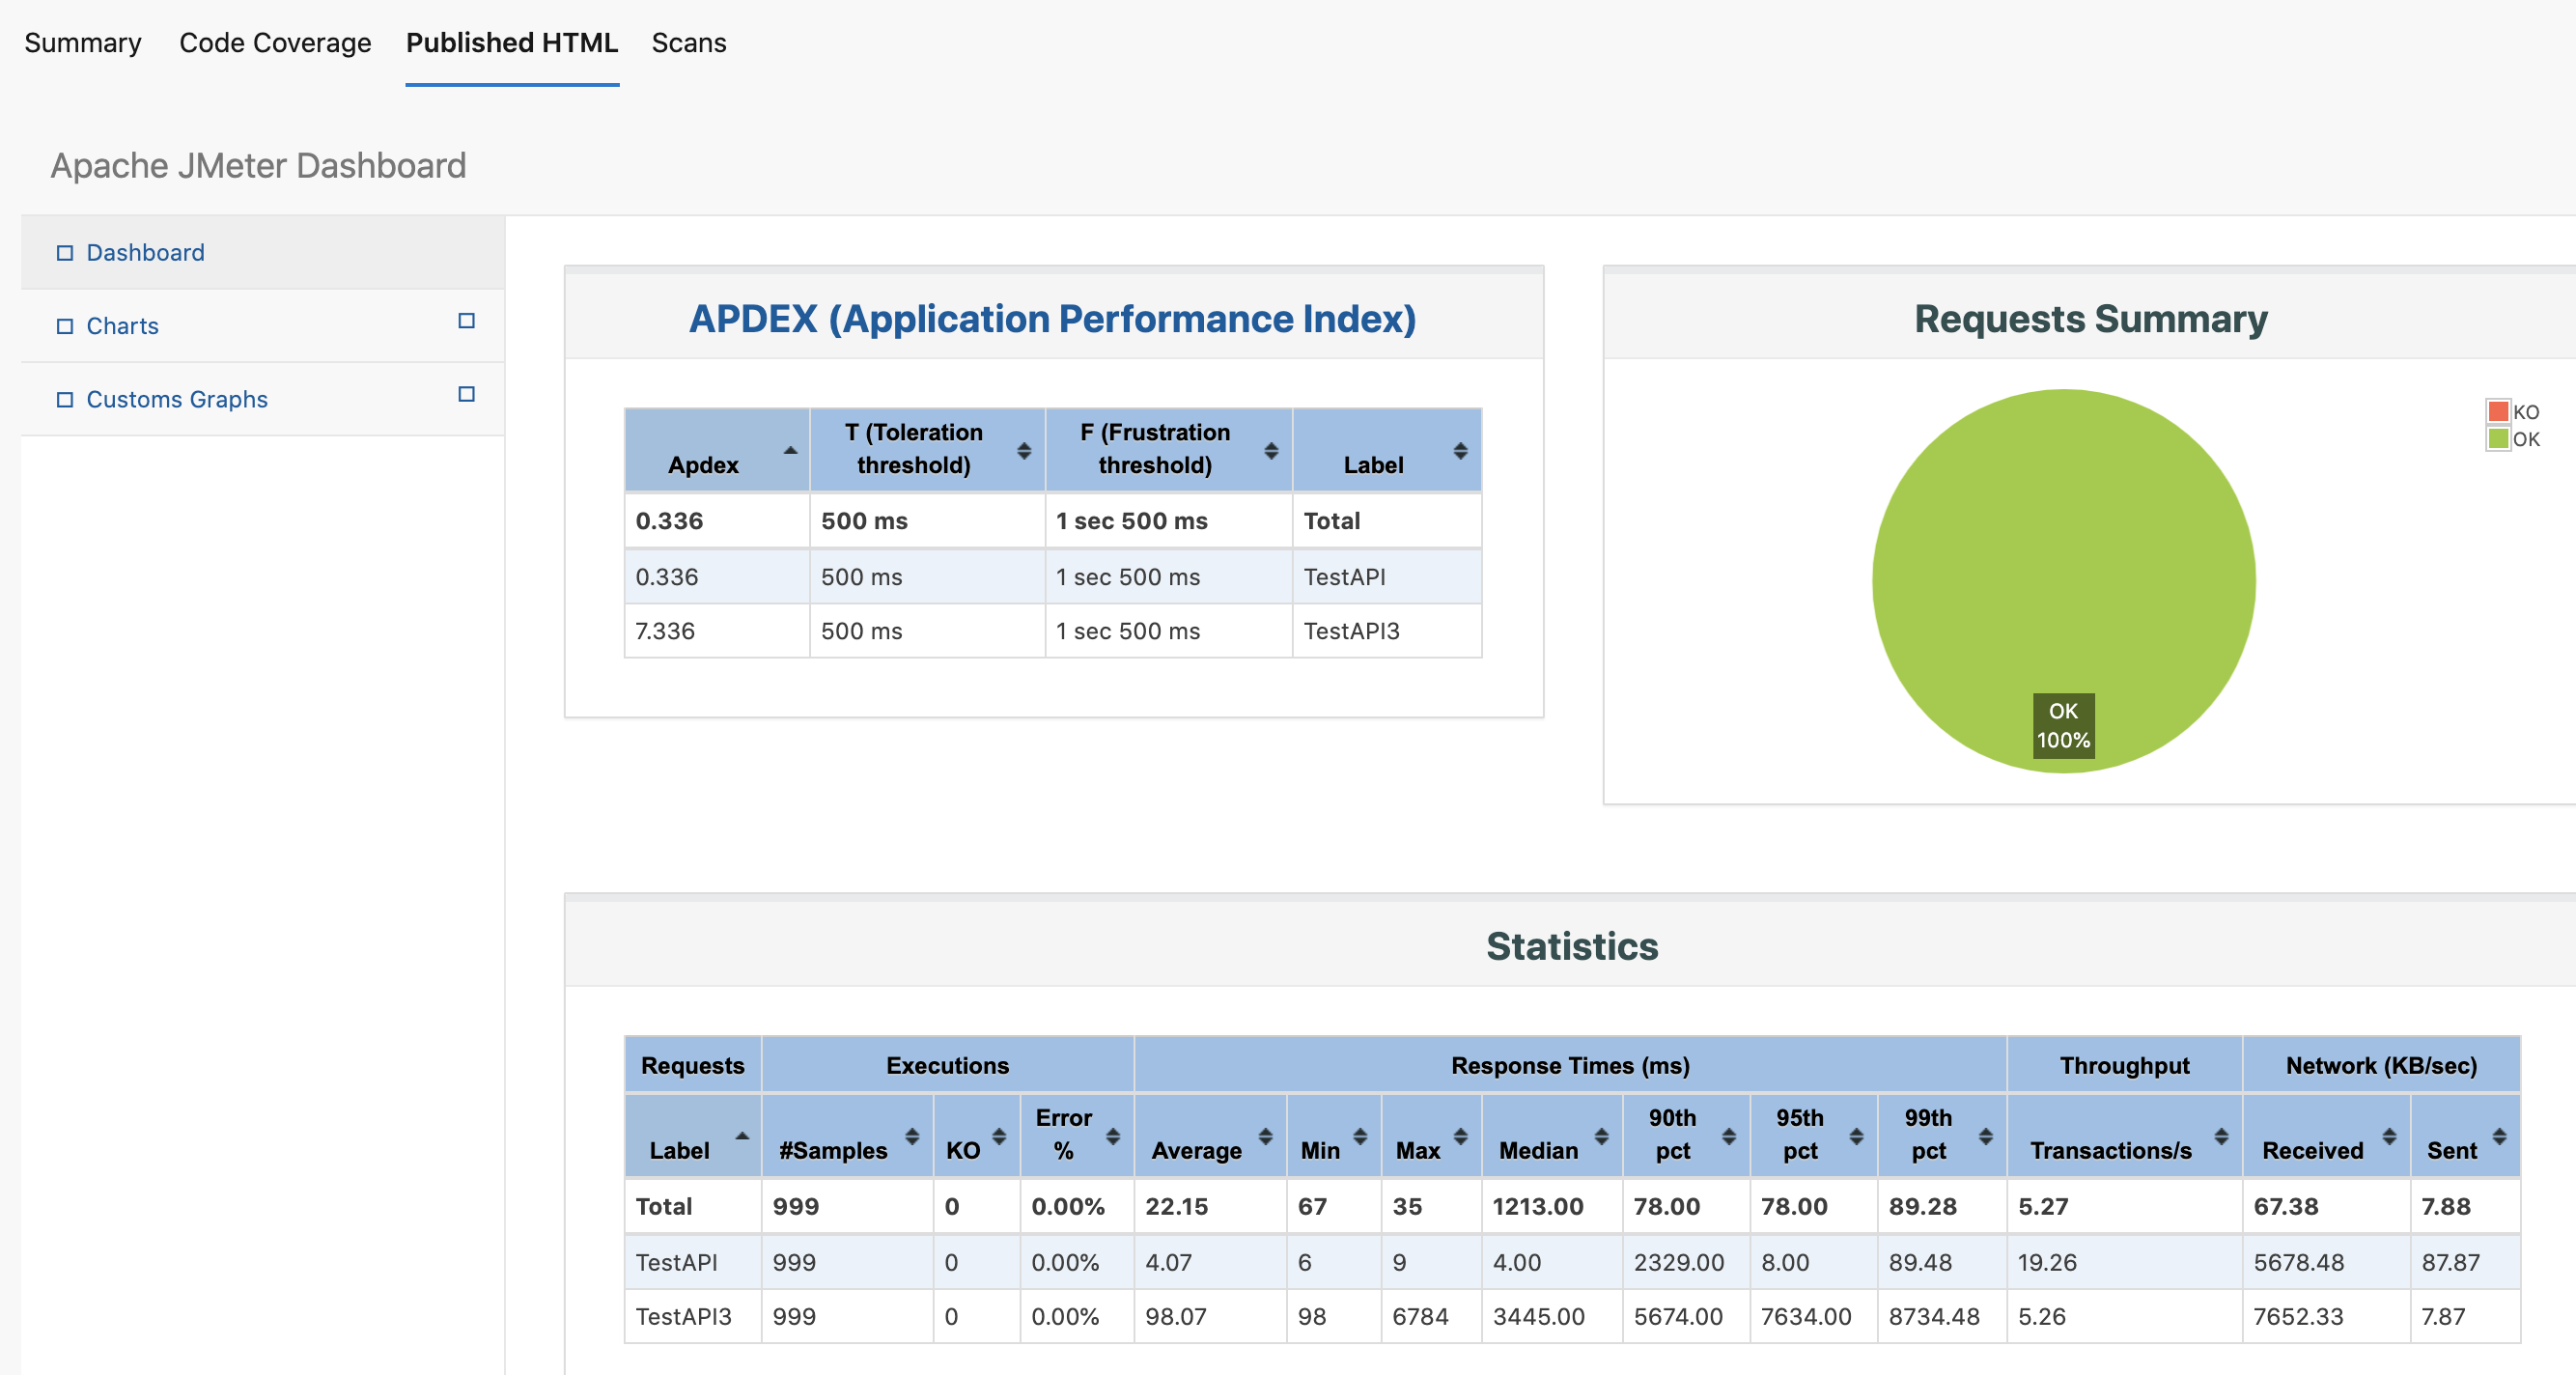 Summary Code Coverage Published HTML Scans
Apache JMeter Dashboard
Dashboard
Charts
Customs Graphs
APDEX (Application Performance Index)
Apdex T (Toleration threshold) F (Frustration threshold) Label
0.336 500 ms 1 sec 500 ms Total
0.336 500 ms 1 sec 500 ms TestAPI
7.336 500 ms 1 sec 500 ms TestAPI3
Requests Summary
KO
OK
OK
100%
Statistics
Requests Executions Response Times (ms) Throughput Network (KB/sec)
Label #Samples KO Error % Average Min Max Median 90th pct 95th pct 99th pct Transactions/s Received Sent
Total 999 0 0.00% 22.15 67 35 1213.00 78.00 78.00 89.28 5.27 67.38 7.88
TestAPI 999 0 0.00% 4.07 6 9 4.00 2329.00 8.00 89.48 19.26 5678.48 87.87
TestAPI3 999 0 0.00% 98.07 98 6784 3445.00 5674.00 7634.00 8734.48 5.26 7652.33 7.87